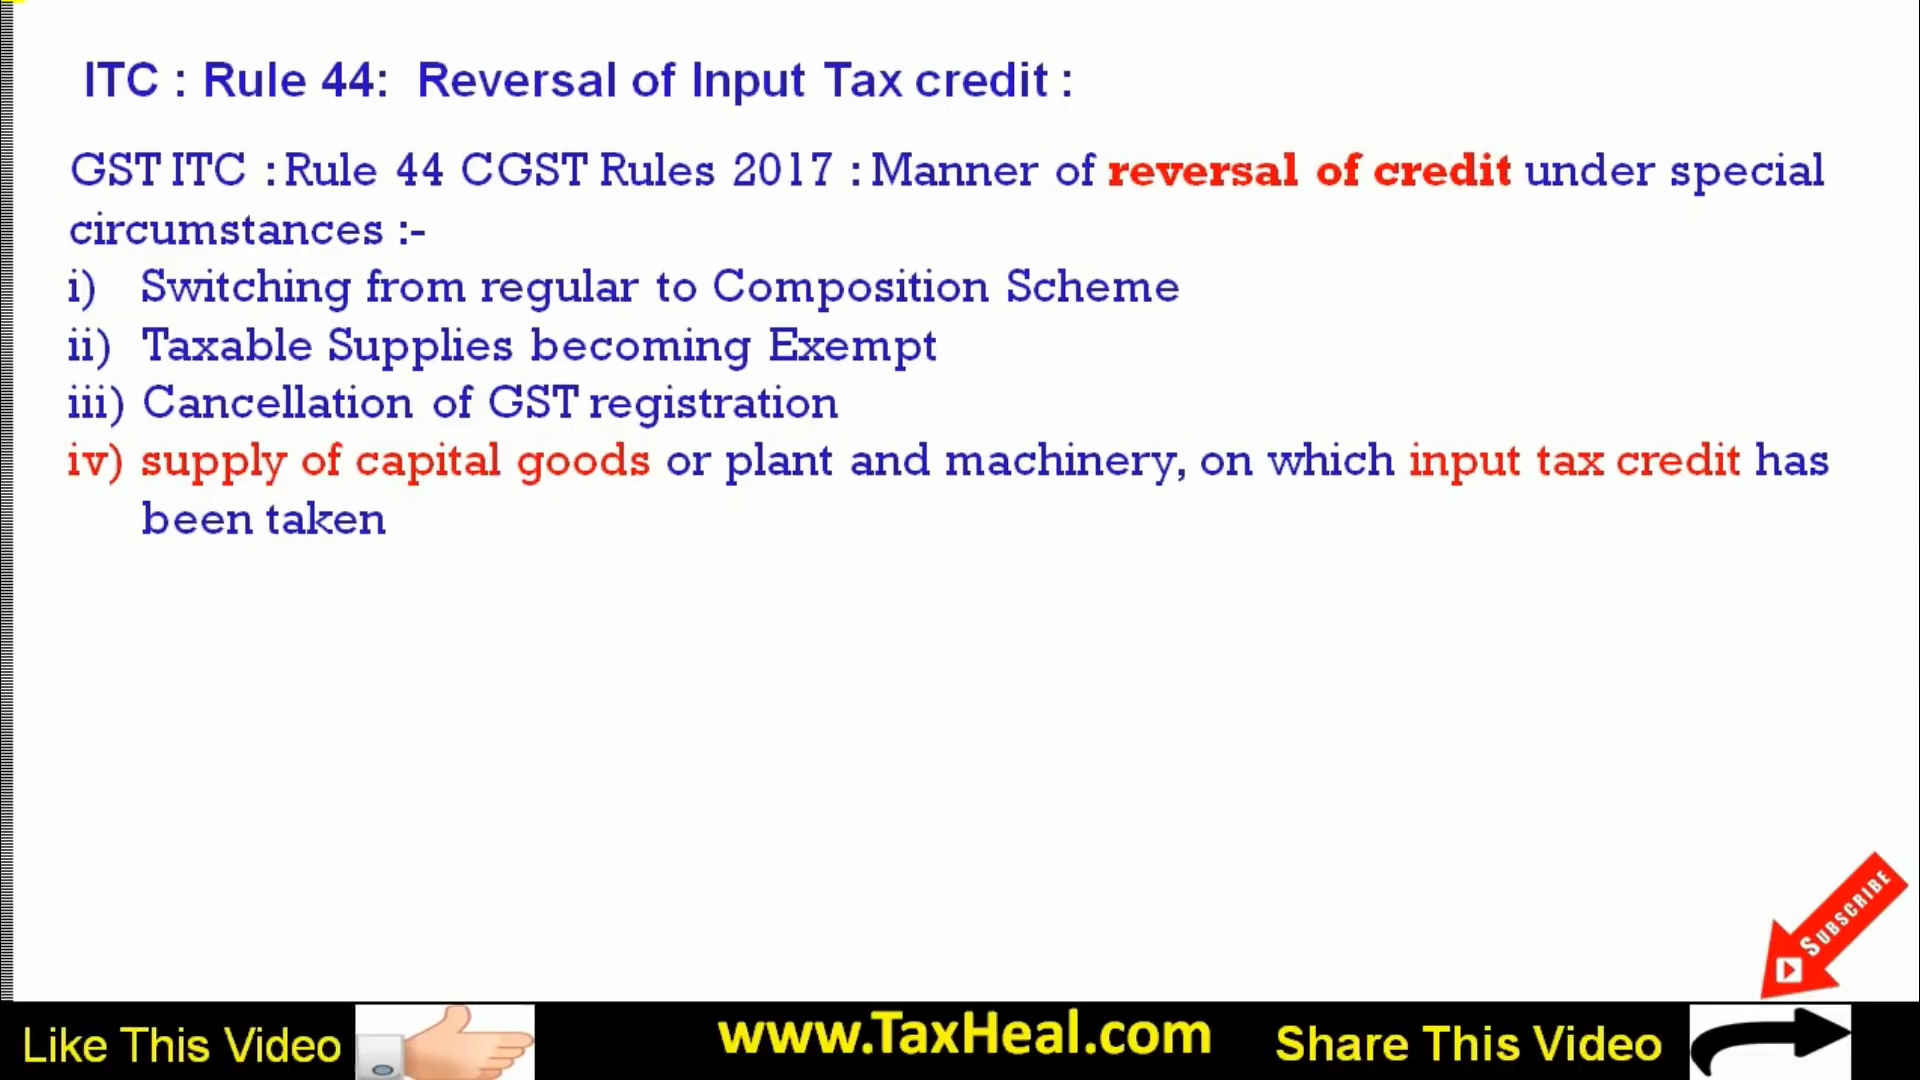 ITC : Rule 44: Reversal of Input Tax credit :
GST ITC : Rule 44 CGST Rules 2017 : Manner of reversal of credit under special
circumstances :-
i) Switching from regular to Composition Scheme
ii) Taxable Supplies becoming Exempt
iii) Cancellation of GST registration
iv) supply of capital goods or plant and machinery, on which input tax credit has
been taken
SUBSCRIBE
Like This Video
www.TaxHeal.com
Share This Video